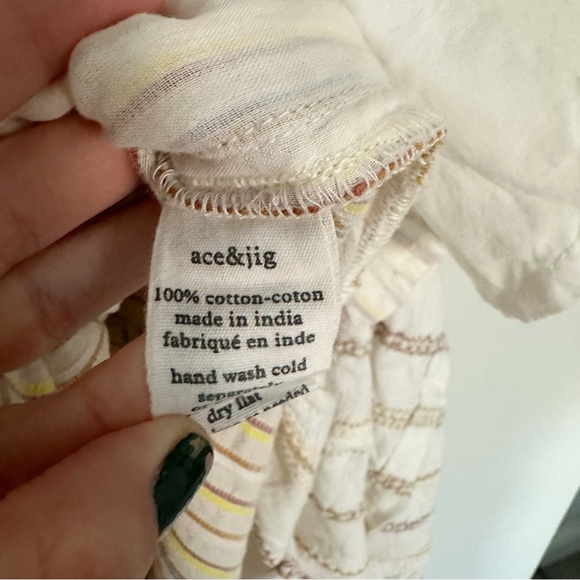 ace&jig
100% cotton-coton
made in india
fabriqué en inde
hand wash cold
dry flat